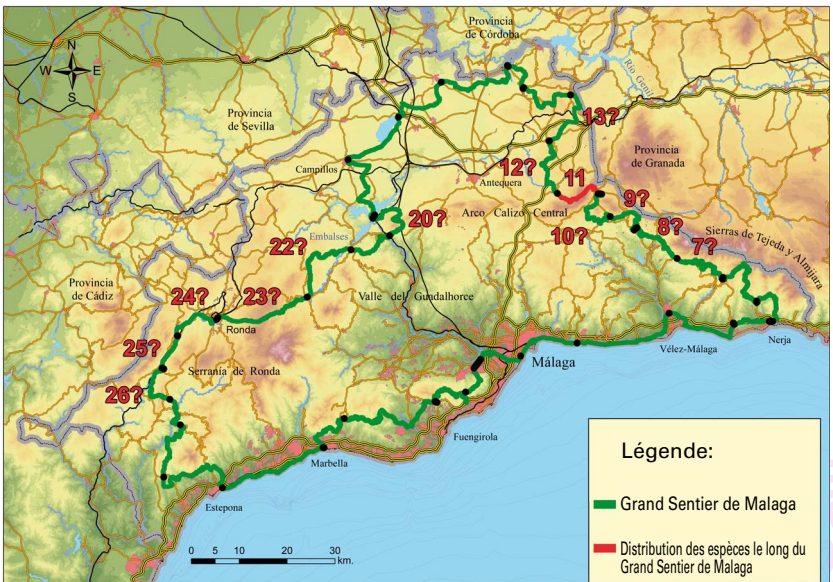 Provincia
de Córdoba
N
W E
S
Río Genil
Provincia
de Sevilla
13?
Provincia
de Granada
Campillos
12?
Antequera
11
9?
Arco Calizo Central
10?
8?
Sierras de Tejeda y Almijara
7?
20?
Embalses
22?
Provincia
de Cádiz
24?
23?
Valle del Guadalhorce
Ronda
25?
Serranía de Ronda
26?
Málaga
Vélez-Málaga
Nerja
Fuengirola
Marbella
Estepona
0 5 10 20 30
km.
Légende:
Grand Sentier de Malaga
Distribution des espèces le long du
Grand Sentier de Malaga